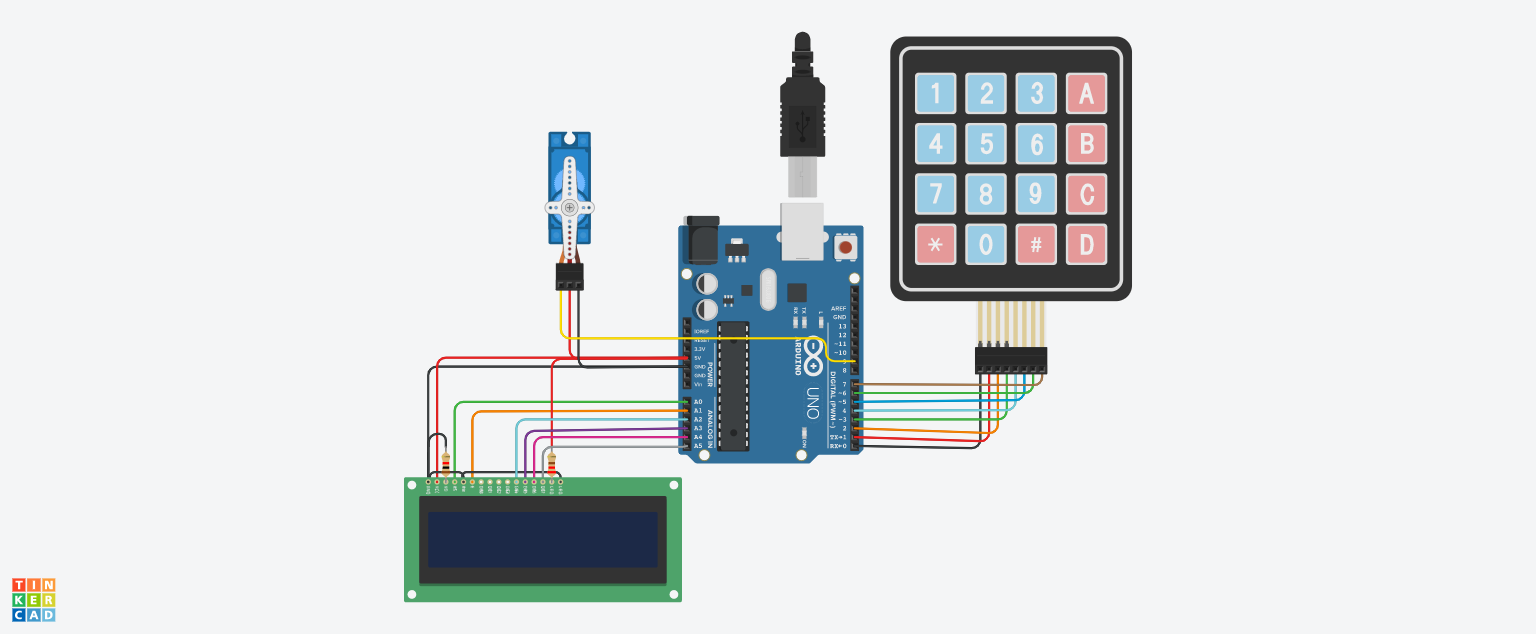 1 2 3 A
4 5 6 B
7 8 9 C
* 0 # D
AREF
GND
13
12
~11
~10
8
7
~6
~5
4
~3
2
TX→1
RX←0
DIGITAL (PWM~)
RX
TX
L
ON
ARDUINO
UNO
IOREF
RESET
3.3V
5V
GND
GND
Vin
POWER
A0
A1
A2
A3
A4
A5
ANALOG IN
TIN
KER
CAD